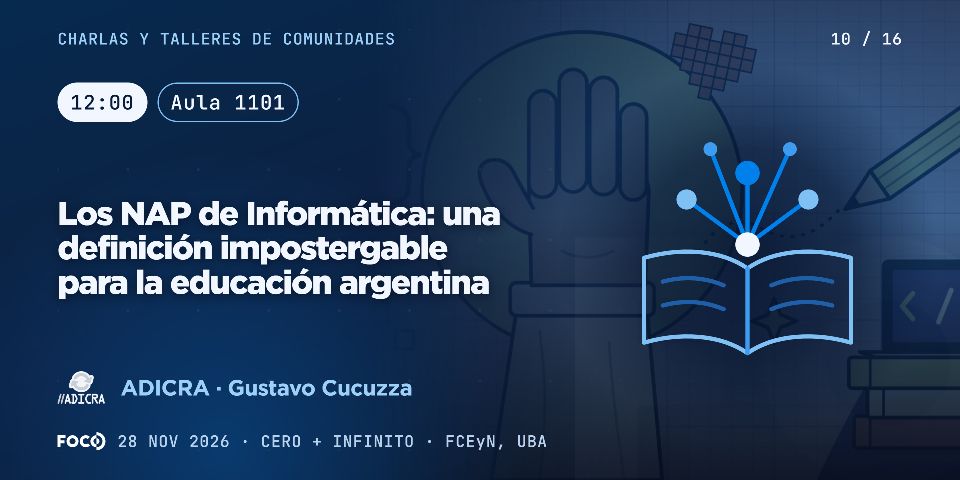 CHARLAS Y TALLERES DE COMUNIDADES
10 / 16
12:00
Aula 1101
Los NAP de Informática: una
definición impostergable
para la educación argentina
//ADICRA
ADICRA · Gustavo Cucuzza
FOCO 28 NOV 2026 · CERO + INFINITO · FCEyN, UBA